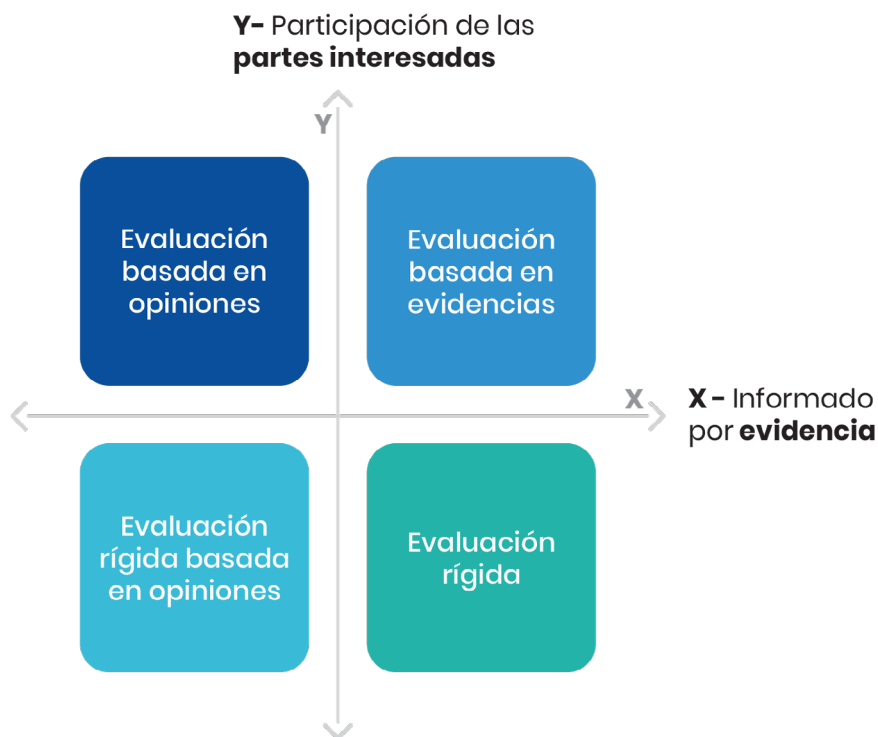 Y- Participación de las
partes interesadas
Y
Evaluación
basada en
opiniones
Evaluación
basada en
evidencias
X
X - Informado
por evidencia
Evaluación
rígida basada
en opiniones
Evaluación
rígida